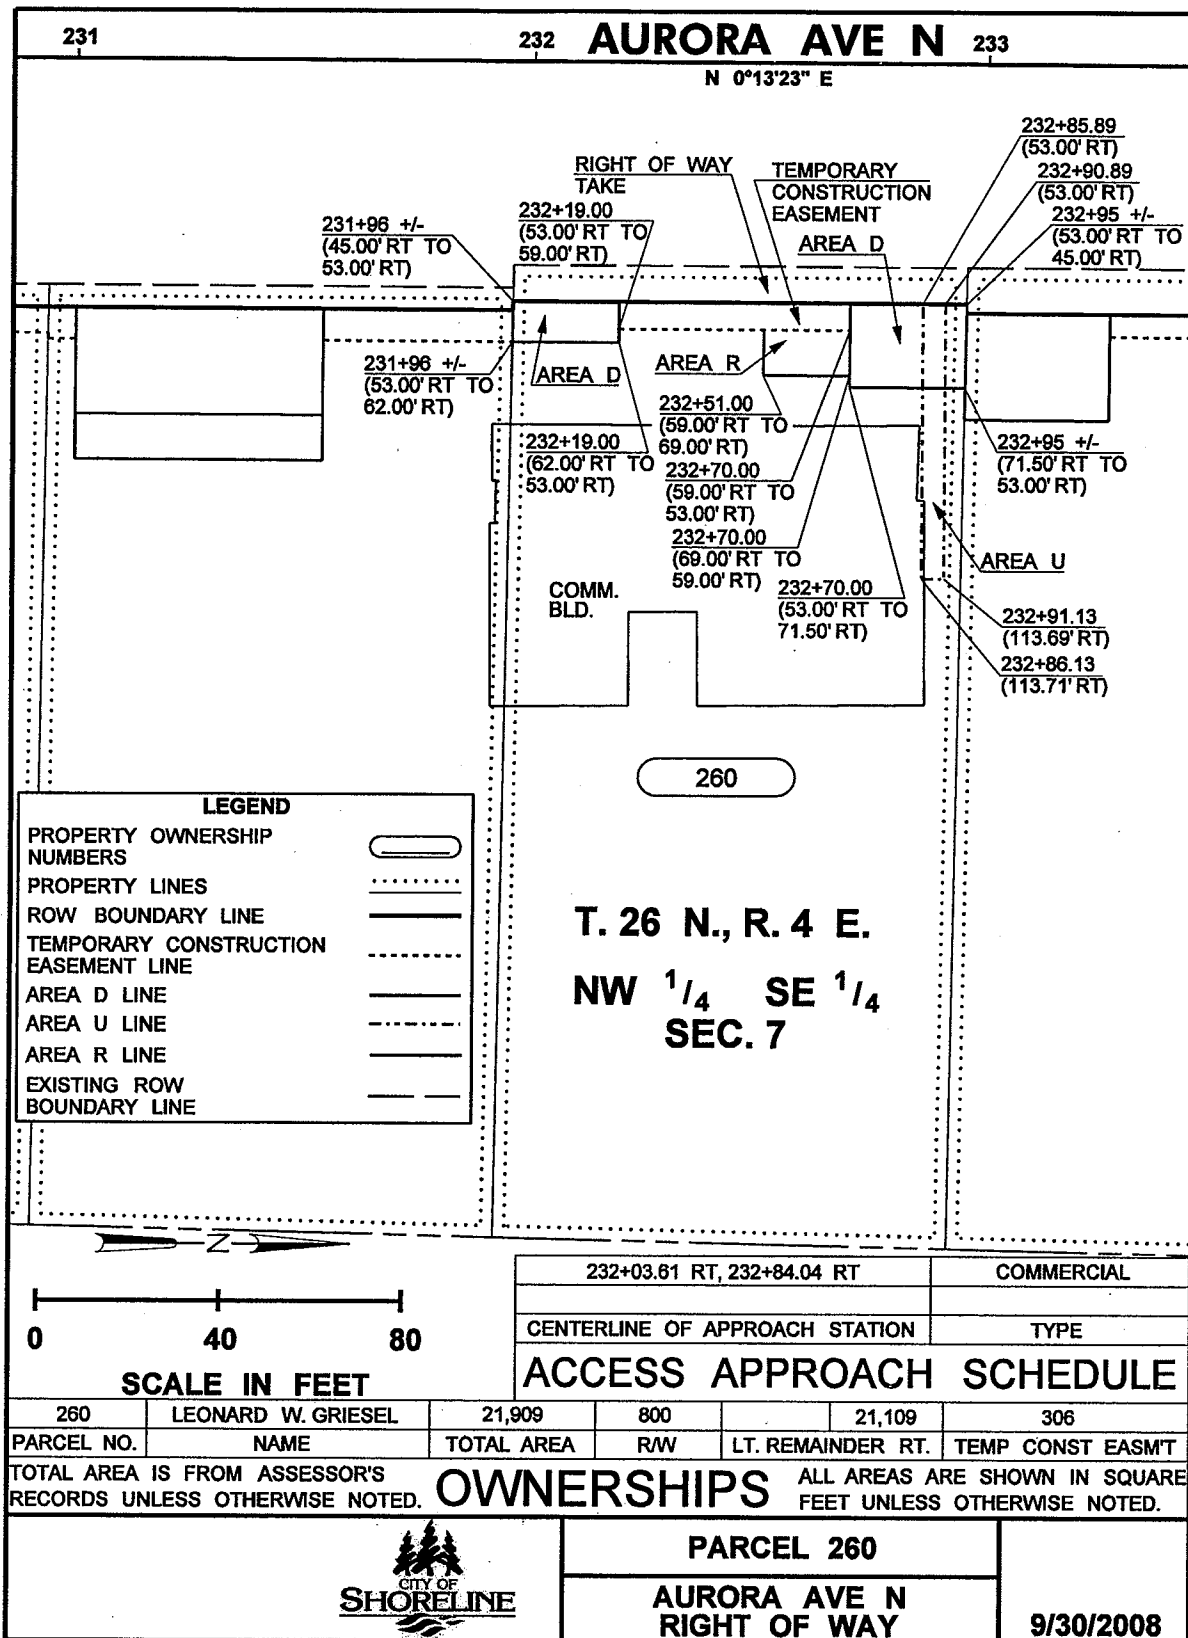 231
232 AURORA AVE N 233
N 0°13'23" E
232+85.89
(53.00' RT)
RIGHT OF WAY
TAKE
TEMPORARY
CONSTRUCTION
EASEMENT
232+90.89
(53.00' RT)
231+96 +/-
(45.00' RT TO
53.00' RT)
232+19.00
(53.00' RT TO
59.00' RT)
AREA D
232+95 +/-
(53.00' RT TO
45.00' RT)
231+96 +/-
(53.00' RT TO
62.00' RT)
AREA D
AREA R
232+51.00
(59.00' RT TO
69.00' RT)
232+19.00
(62.00' RT TO
53.00' RT)
232+70.00
(59.00' RT TO
53.00' RT)
232+95 +/-
(71.50' RT TO
53.00' RT)
232+70.00
(69.00' RT TO
59.00' RT)
AREA U
COMM.
BLD.
232+70.00
(53.00' RT TO
71.50' RT)
232+91.13
(113.69' RT)
232+86.13
(113.71' RT)
260
LEGEND
PROPERTY OWNERSHIP
NUMBERS
PROPERTY LINES
ROW BOUNDARY LINE
TEMPORARY CONSTRUCTION
EASEMENT LINE
AREA D LINE
AREA U LINE
AREA R LINE
EXISTING ROW
BOUNDARY LINE
T. 26 N., R. 4 E.
NW 1/4 SE 1/4
SEC. 7
N
0 40 80
SCALE IN FEET
232+03.61 RT, 232+84.04 RT COMMERCIAL
CENTERLINE OF APPROACH STATION TYPE
ACCESS APPROACH SCHEDULE
260 LEONARD W. GRIESEL 21,909 800 21,109 306
PARCEL NO. NAME TOTAL AREA R/W LT. REMAINDER RT. TEMP CONST EASM'T
TOTAL AREA IS FROM ASSESSOR'S
RECORDS UNLESS OTHERWISE NOTED.
OWNERSHIPS
ALL AREAS ARE SHOWN IN SQUARE
FEET UNLESS OTHERWISE NOTED.
CITY OF
SHORELINE
PARCEL 260
AURORA AVE N
RIGHT OF WAY
9/30/2008